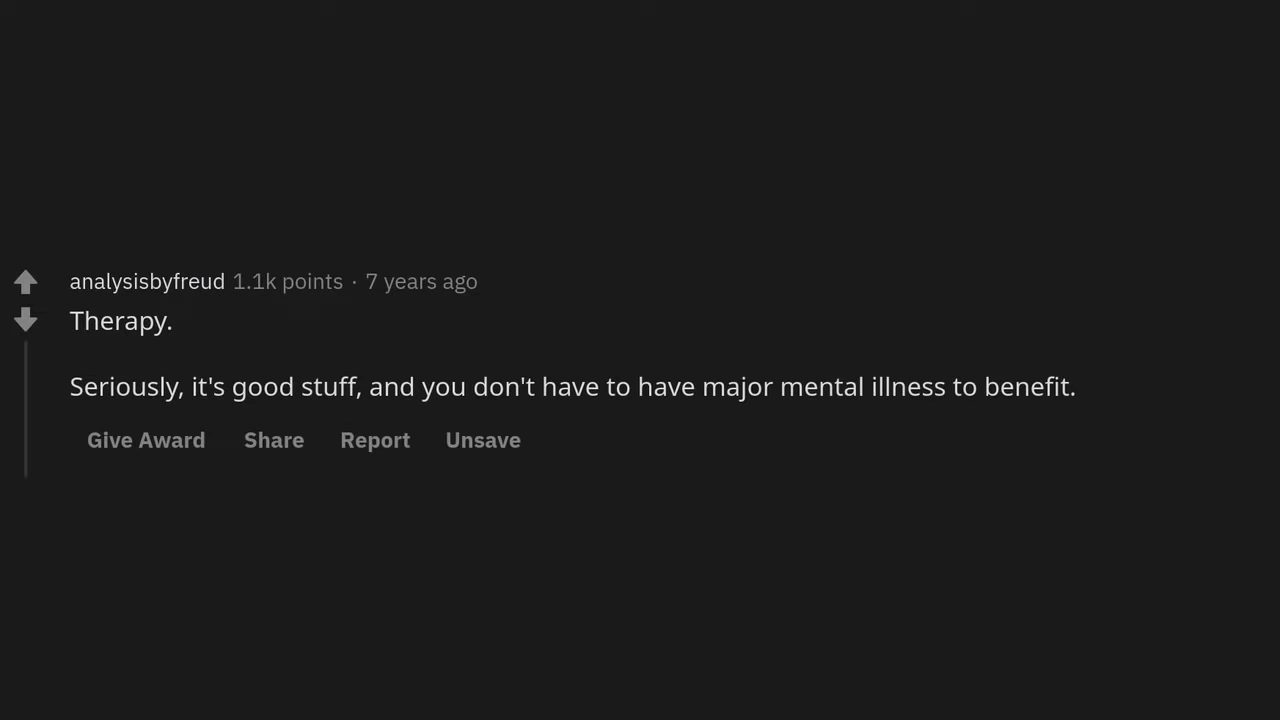 analysisbyfreud 1.1k points · 7 years ago
Therapy.
Seriously, it's good stuff, and you don't have to have major mental illness to benefit.
Give Award Share Report Unsave